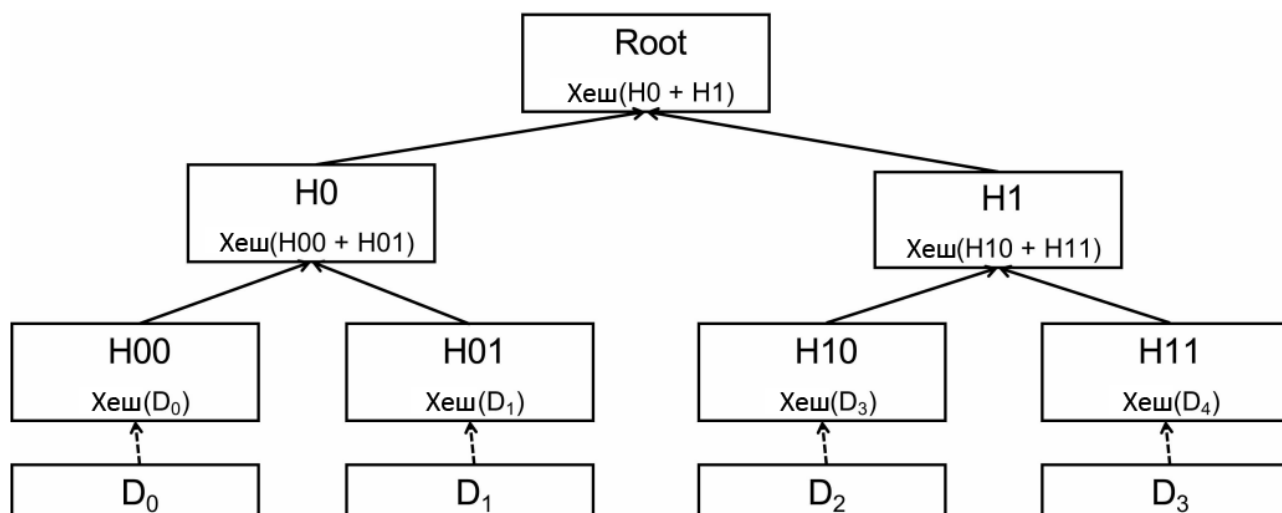 Root
Хеш(H0 + H1)
H0
Хеш(H00 + H01)
H1
Хеш(H10 + H11)
H00
Хеш(D₀)
H01
Хеш(D₁)
H10
Хеш(D₃)
H11
Хеш(D₄)
D₀
D₁
D₂
D₃